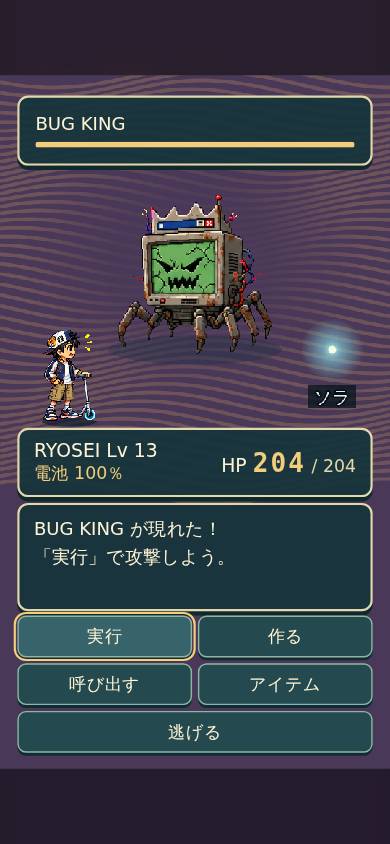 BUG KING
ソラ
RYOSEI Lv 13
電池 100％
HP 204 / 204
BUG KING が現れた！
「実行」で攻撃しよう。
実行
作る
呼び出す
アイテム
逃げる